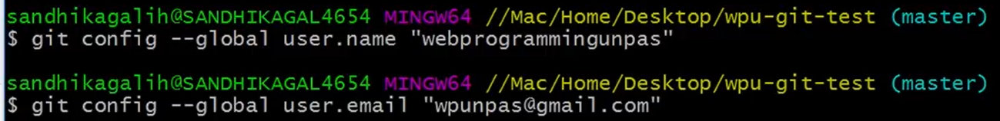 sandhikagalih@SANDHIKAGAL4654 MINGW64 //Mac/Home/Desktop/wpu-git-test (master)
$ git config --global user.name "webprogrammingunpas"
sandhikagalih@SANDHIKAGAL4654 MINGW64 //Mac/Home/Desktop/wpu-git-test (master)
$ git config --global user.email "wpunpas@gmail.com"